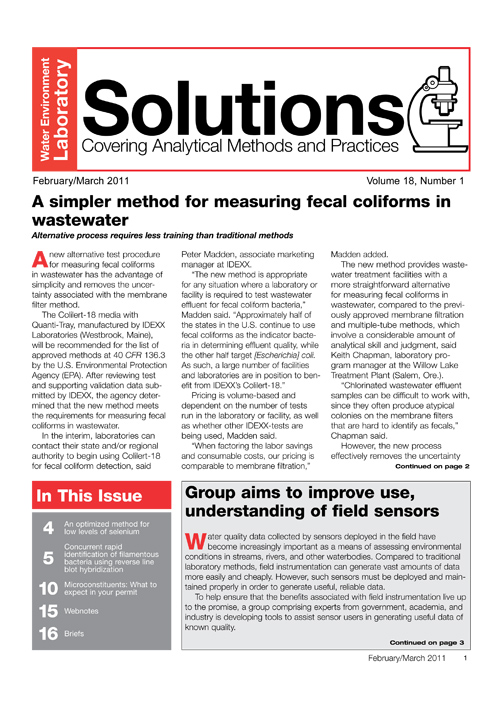 Water Environment
Laboratory
Solutions
Covering Analytical Methods and Practices
February/March 2011
Volume 18, Number 1
A simpler method for measuring fecal coliforms in
wastewater
Alternative process requires less training than traditional methods
A new alternative test procedure
for measuring fecal coliforms
in wastewater has the advantage of
simplicity and removes the uncer-
tainty associated with the membrane
filter method.
The Colilert-18 media with
Quanti-Tray, manufactured by IDEXX
Laboratories (Westbrook, Maine),
will be recommended for the list of
approved methods at 40 CFR 136.3
by the U.S. Environmental Protection
Agency (EPA). After reviewing test
and supporting validation data sub-
mitted by IDEXX, the agency deter-
mined that the new method meets
the requirements for measuring fecal
coliforms in wastewater.
In the interim, laboratories can
contact their state and/or regional
authority to begin using Colilert-18
for fecal coliform detection, said
Peter Madden, associate marketing
manager at IDEXX.
"The new method is appropriate
for any situation where a laboratory or
facility is required to test wastewater
effluent for fecal coliform bacteria,"
Madden said. "Approximately half of
the states in the U.S. continue to use
fecal coliforms as the indicator bacte-
ria in determining effluent quality, while
the other half target [Escherichia] coli.
As such, a large number of facilities
and laboratories are in position to ben-
efit from IDEXX's Colilert-18."
Pricing is volume-based and
dependent on the number of tests
run in the laboratory or facility, as well
as whether other IDEXX-tests are
being used, Madden said.
"When factoring the labor savings
and consumable costs, our pricing is
comparable to membrane filtration,"
Madden added.
The new method provides waste-
water treatment facilities with a
more straightforward alternative
for measuring fecal coliforms in
wastewater, compared to the previ-
ously approved membrane filtration
and multiple-tube methods, which
involve a considerable amount of
analytical skill and judgment, said
Keith Chapman, laboratory pro-
gram manager at the Willow Lake
Treatment Plant (Salem, Ore.).
"Chlorinated wastewater effluent
samples can be difficult to work with,
since they often produce atypical
colonies on the membrane filters
that are hard to identify as fecals,"
Chapman said.
However, the new process
effectively removes the uncertainty
Continued on page 2
In This Issue
4 An optimized method for
low levels of selenium
5 Concurrent rapid
identification of filamentous
bacteria using reverse line
blot hybridization
10 Microconstituents: What to
expect in your permit
15 Webnotes
16 Briefs
Group aims to improve use,
understanding of field sensors
Water quality data collected by sensors deployed in the field have
become increasingly important as a means of assessing environmental
conditions in streams, rivers, and other waterbodies. Compared to traditional
laboratory methods, field instrumentation can generate vast amounts of data
more easily and cheaply. However, such sensors must be deployed and main-
tained properly in order to generate useful, reliable data.
To help ensure that the benefits associated with field instrumentation live up
to the promise, a group comprising experts from government, academia, and
industry is developing tools to assist sensor users in generating useful data of
known quality.
Continued on page 3
February/March 2011 1